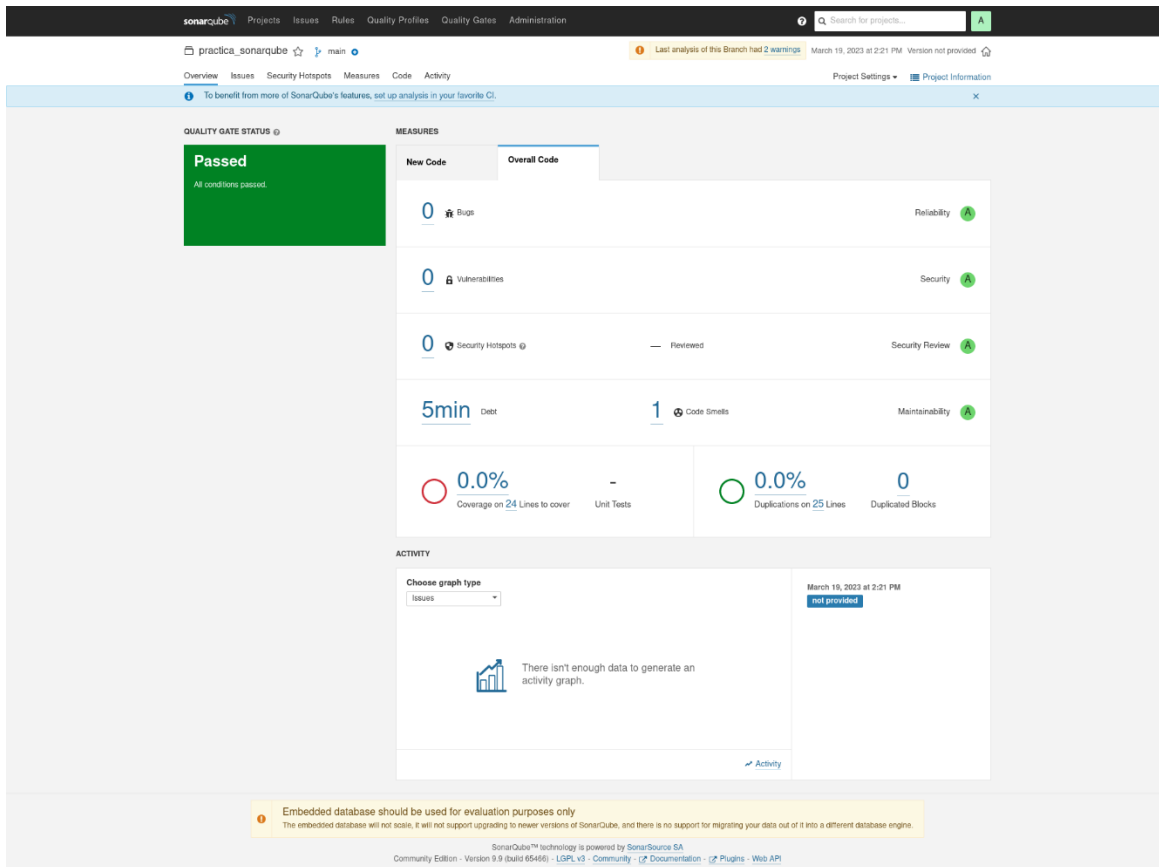 sonarqube Projects Issues Rules Quality Profiles Quality Gates Administration ? Search for projects... A
practica_sonarqube main Last analysis of this Branch had 2 warnings March 19, 2023 at 2:21 PM Version not provided
Overview Issues Security Hotspots Measures Code Activity Project Settings Project Information
To benefit from more of SonarQube's features, set up analysis in your favorite CI.
QUALITY GATE STATUS
MEASURES
Passed
All conditions passed.
New Code Overall Code
0 Bugs Reliability A
0 Vulnerabilities Security A
0 Security Hotspots — Reviewed Security Review A
5min Debt 1 Code Smells Maintainability A
0.0% - 0.0% 0
Coverage on 24 Lines to cover Unit Tests Duplications on 25 Lines Duplicated Blocks
ACTIVITY
Choose graph type
Issues
March 19, 2023 at 2:21 PM
not provided
There isn't enough data to generate an
activity graph.
Activity
Embedded database should be used for evaluation purposes only
The embedded database will not scale, it will not support upgrading to newer versions of SonarQube, and there is no support for migrating your data out of it into a different database engine.
SonarQube™ technology is powered by SonarSource SA
Community Edition - Version 9.9 (build 65466) - LGPL v3 - Community - Documentation - Plugins - Web API